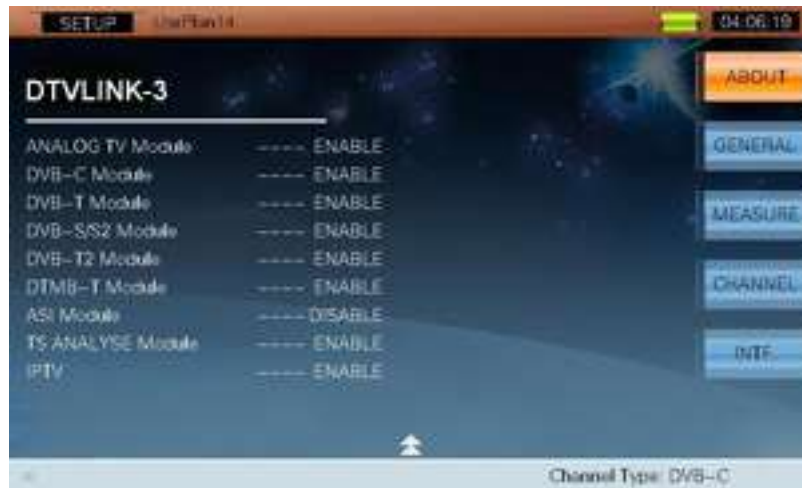 SETUP UsePlan14 04:06:19
DTVLINK-3
ABOUT
ANALOG TV Module ---- ENABLE
GENERAL
DVB-C Module ---- ENABLE
DVB-T Module ---- ENABLE
DVB-S/S2 Module ---- ENABLE
MEASURE
DVB-T2 Module ---- ENABLE
DTMB-T Module ---- ENABLE
CHANNEL
ASI Module ---- DISABLE
TS ANALYSE Module ---- ENABLE
INTF.
IPTV ---- ENABLE
Channel Type: DVB-C